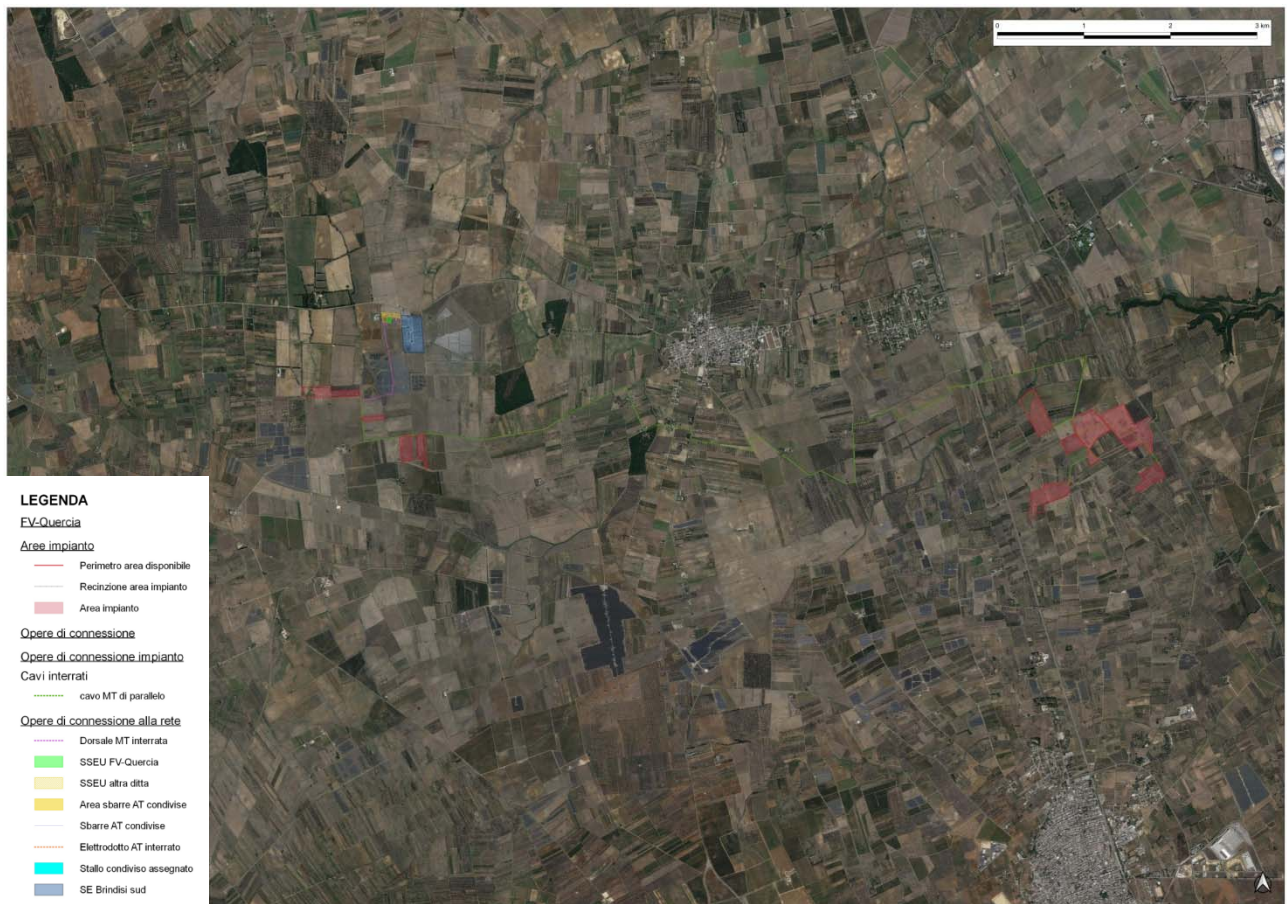 0 1 2 3 km
LEGENDA
FV-Quercia
Aree impianto
Perimetro area disponibile
Recinzione area impianto
Area impianto
Opere di connessione
Opere di connessione impianto
Cavi interrati
cavo MT di parallelo
Opere di connessione alla rete
Dorsale MT interrata
SSEU FV-Quercia
SSEU altra ditta
Area sbarre AT condivise
Sbarre AT condivise
Elettrodotto AT interrato
Stallo condiviso assegnato
SE Brindisi sud